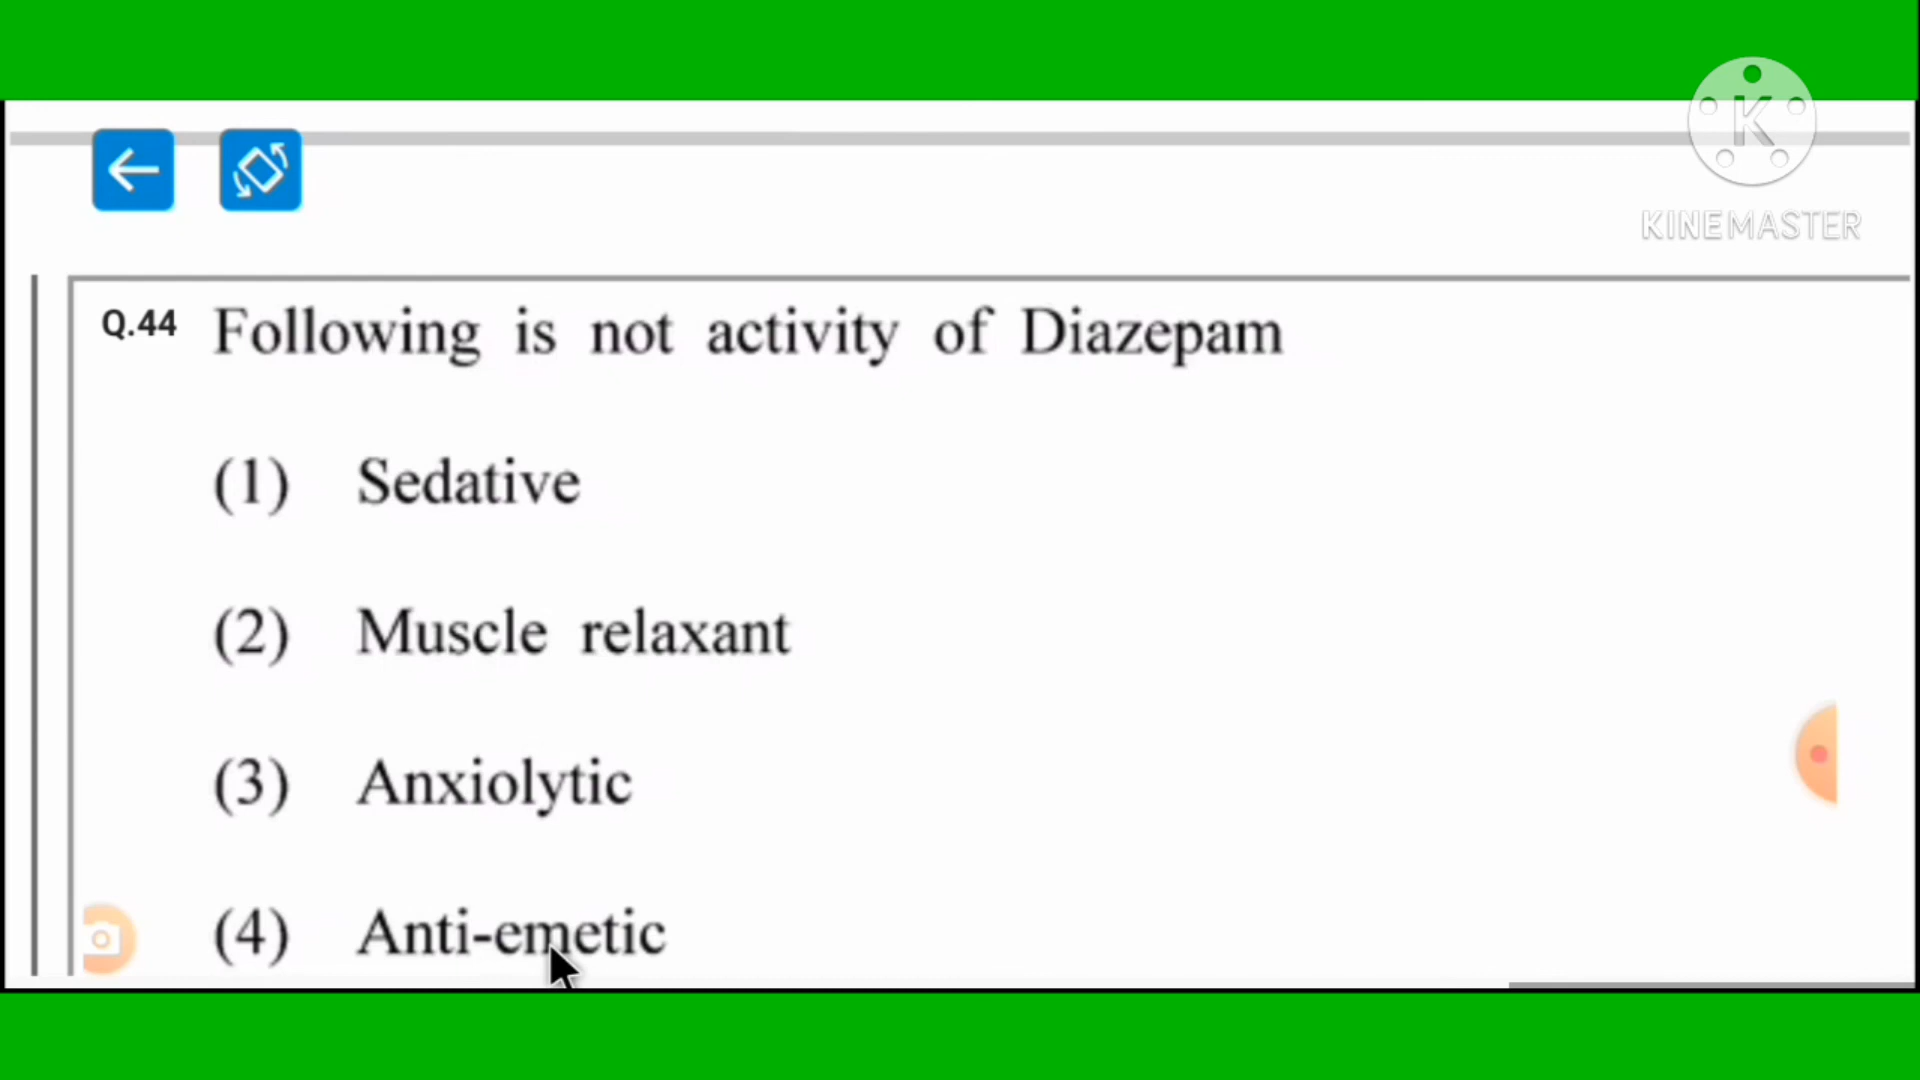 K
KINEMASTER
Q.44 Following is not activity of Diazepam
(1) Sedative
(2) Muscle relaxant
(3) Anxiolytic
(4) Anti-emetic